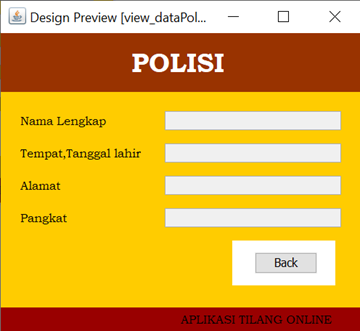 Design Preview [view_dataPol...
POLISI
Nama Lengkap
Tempat,Tanggal lahir
Alamat
Pangkat
Back
APLIKASI TILANG ONLINE